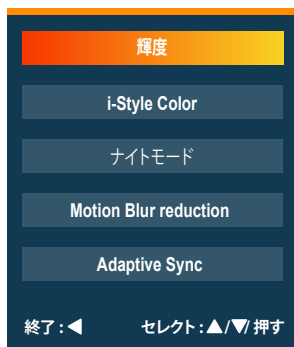 輝度
i-Style Color
ナイトモード
Motion Blur reduction
Adaptive Sync
終了:◀ セレクト:▲/▼/ 押す